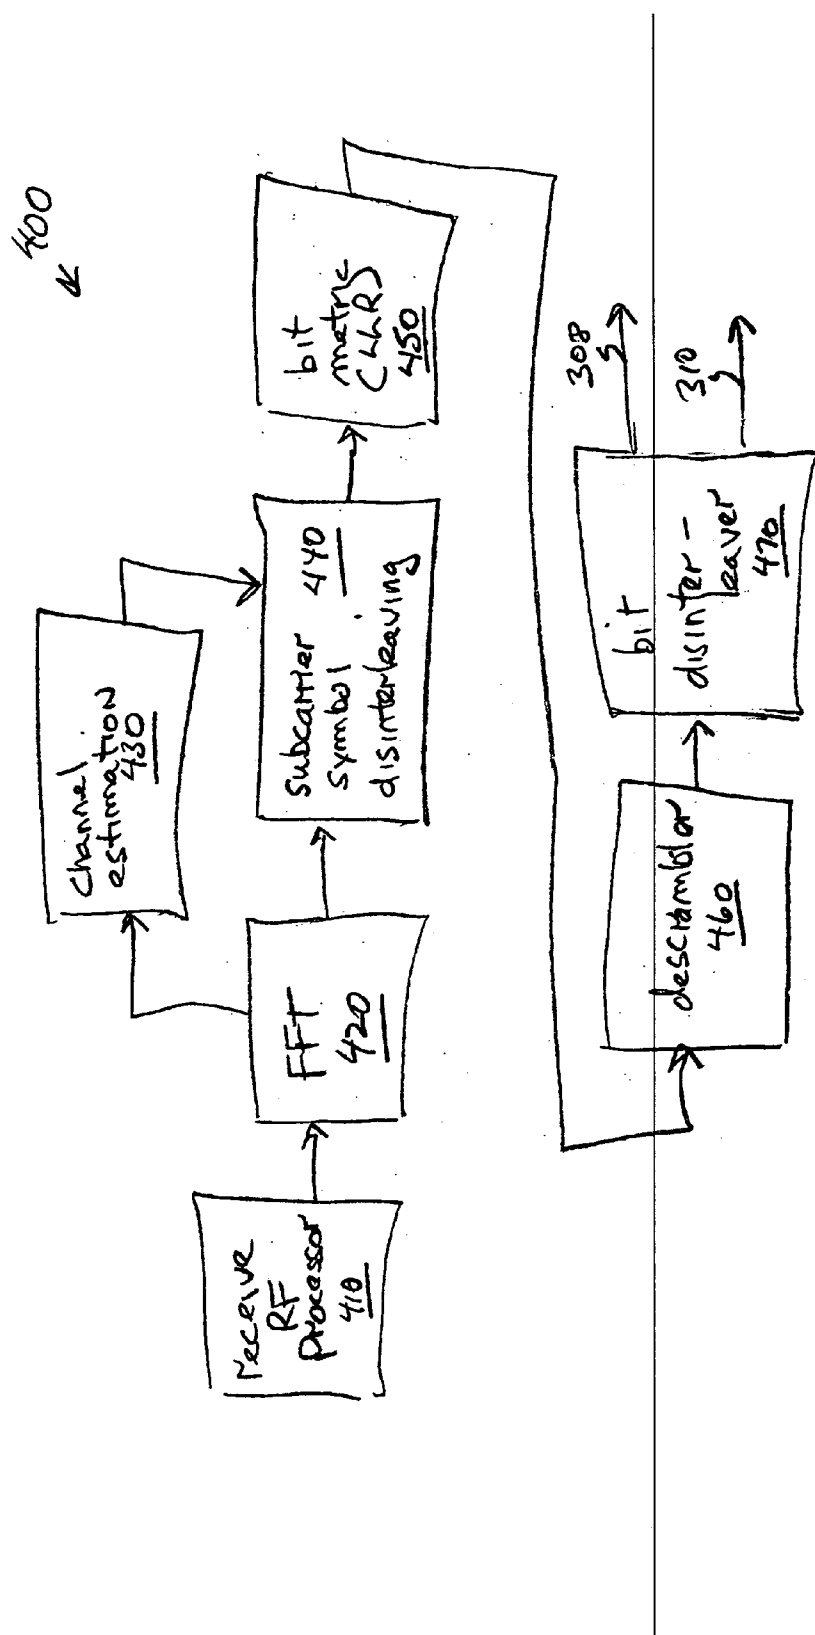 400
receive
RF
processor
410
FFT
420
channel
estimation
430
subcarrier
symbol 440
disinterleaving
bit
metric
(LLR)
450
descrambler
460
bit
disinter-
leaver
470
308
310